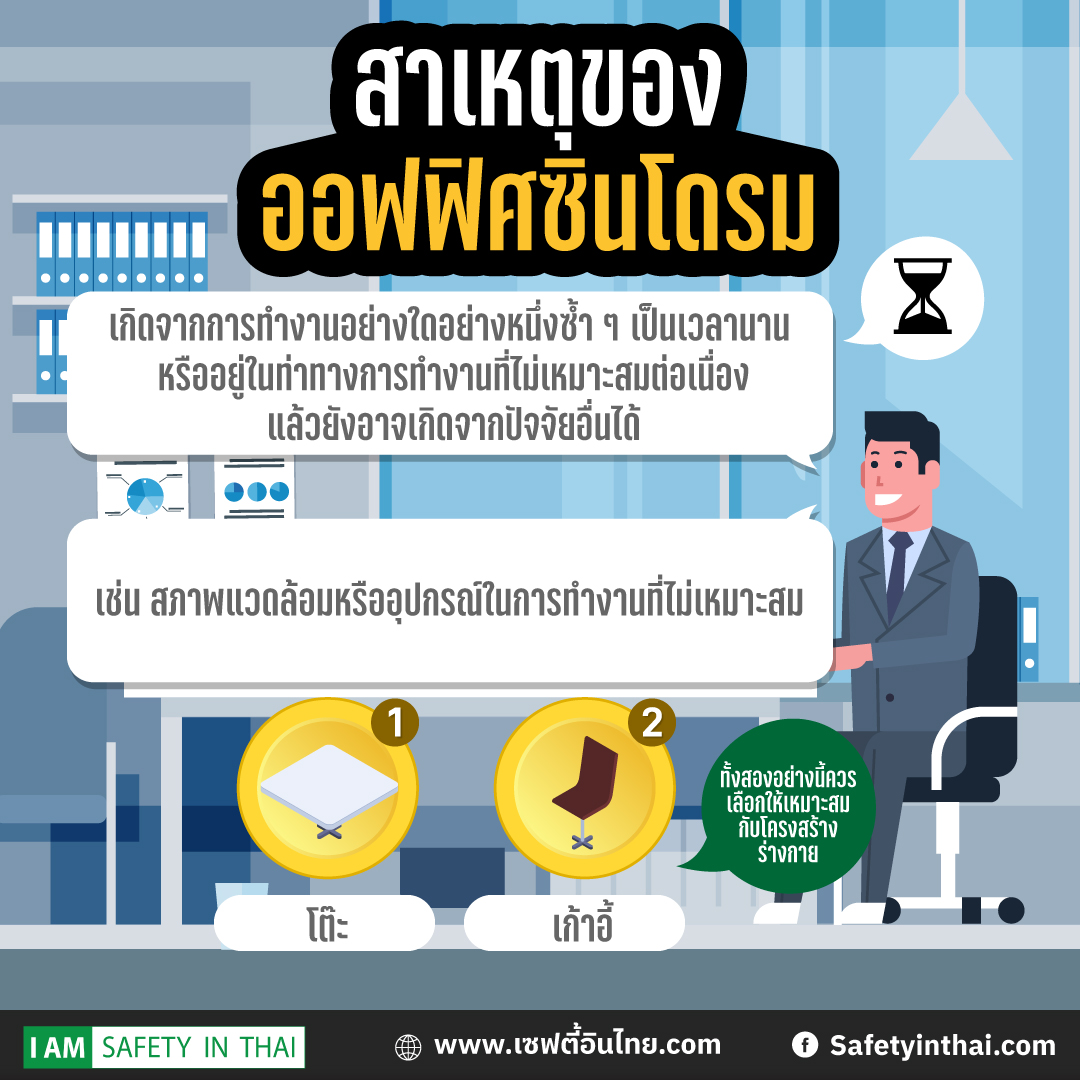 สาเหตุของ
ออฟฟิศซินโดรม
เกิดจากการทำงานอย่างใดอย่างหนึ่งซ้ำ ๆ เป็นเวลานาน
หรืออยู่ในท่าทางการทำงานที่ไม่เหมาะสมต่อเนื่อง
แล้วยังอาจเกิดจากปัจจัยอื่นได้
เช่น สภาพแวดล้อมหรืออุปกรณ์ในการทำงานที่ไม่เหมาะสม
1
2
ทั้งสองอย่างนี้ควร
เลือกให้เหมาะสม
กับโครงสร้าง
ร่างกาย
โต๊ะ
เก้าอี้
I AM SAFETY IN THAI
www.เซฟตี้อินไทย.com
Safetyinthai.com